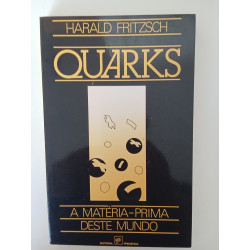 HARALD FRITZSCH
QUARKS
A MATÉRIA-PRIMA
DESTE MUNDO